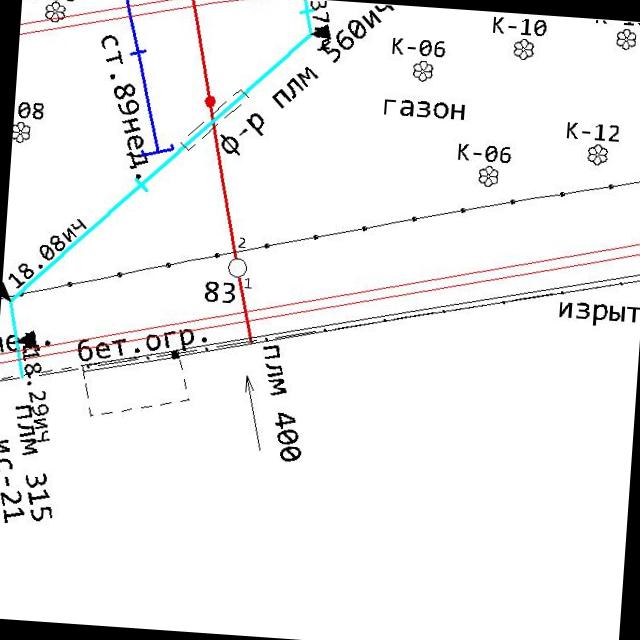 К-10
К-06
37
ф-р плм 560ич
ст.89нед.
газон
08
К-12
К-06
2
18.08ич
1
83
изрыт
бет.огр.
18.29ич
плм 400
плм 315
ис-21